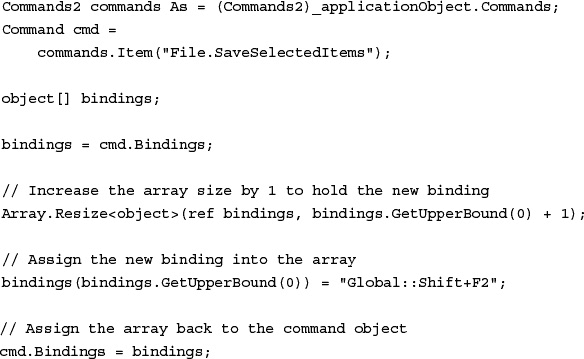 Commands2 commands As = (Commands2)_applicationObject.Commands;
Command cmd =
    commands.Item("File.SaveSelectedItems");
object[] bindings;
bindings = cmd.Bindings;
// Increase the array size by 1 to hold the new binding
Array.Resize<object>(ref bindings, bindings.GetUpperBound(0) + 1);
// Assign the new binding into the array
bindings(bindings.GetUpperBound(0)) = "Global::Shift+F2";
// Assign the array back to the command object
cmd.Bindings = bindings;